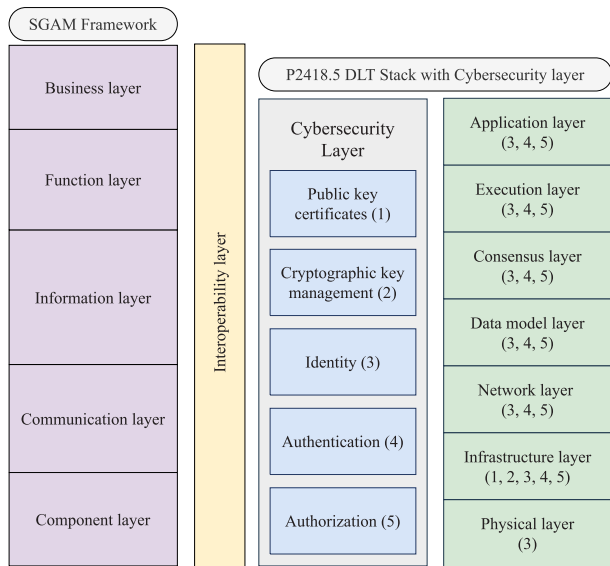 SGAM Framework
Business layer
Function layer
Information layer
Communication layer
Component layer
Interoperability layer
P2418.5 DLT Stack with Cybersecurity layer
Cybersecurity
Layer
Public key
certificates (1)
Cryptographic key
management (2)
Identity (3)
Authentication (4)
Authorization (5)
Application layer
(3, 4, 5)
Execution layer
(3, 4, 5)
Consensus layer
(3, 4, 5)
Data model layer
(3, 4, 5)
Network layer
(3, 4, 5)
Infrastructure layer
(1, 2, 3, 4, 5)
Physical layer
(3)